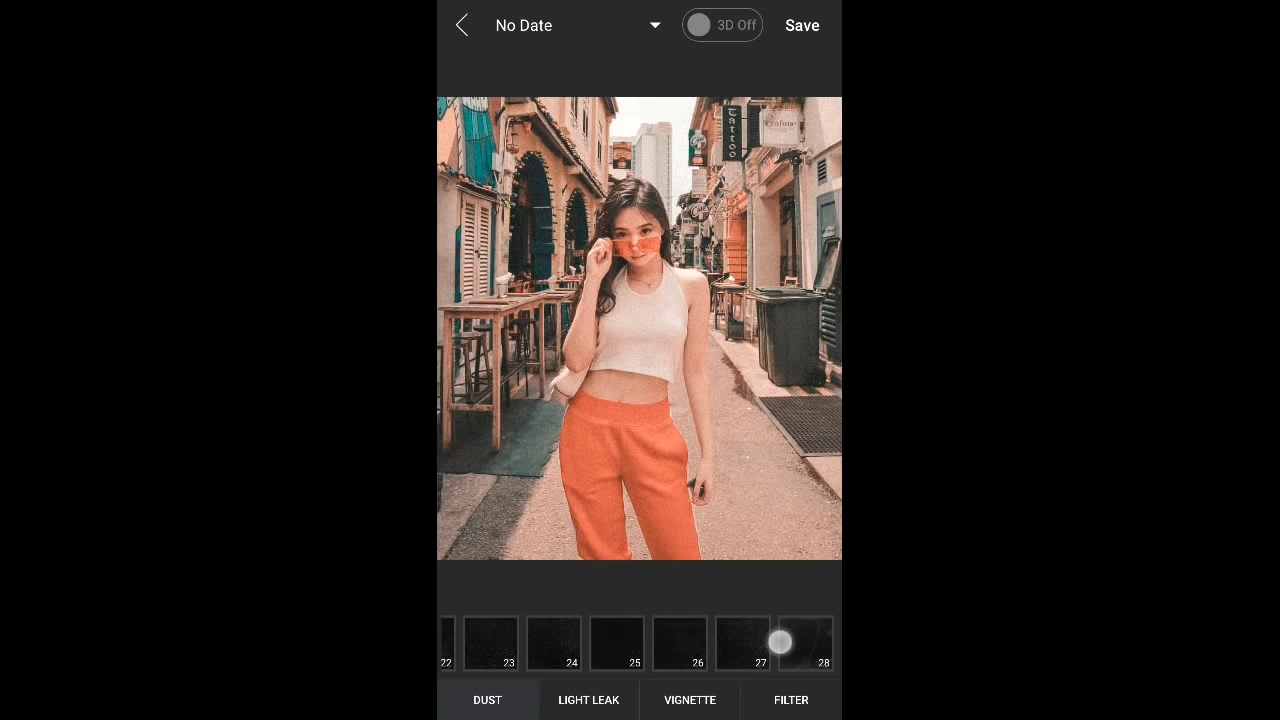 No Date
3D Off
Save
Tattoo
22
23
24
25
26
27
28
DUST
LIGHT LEAK
VIGNETTE
FILTER